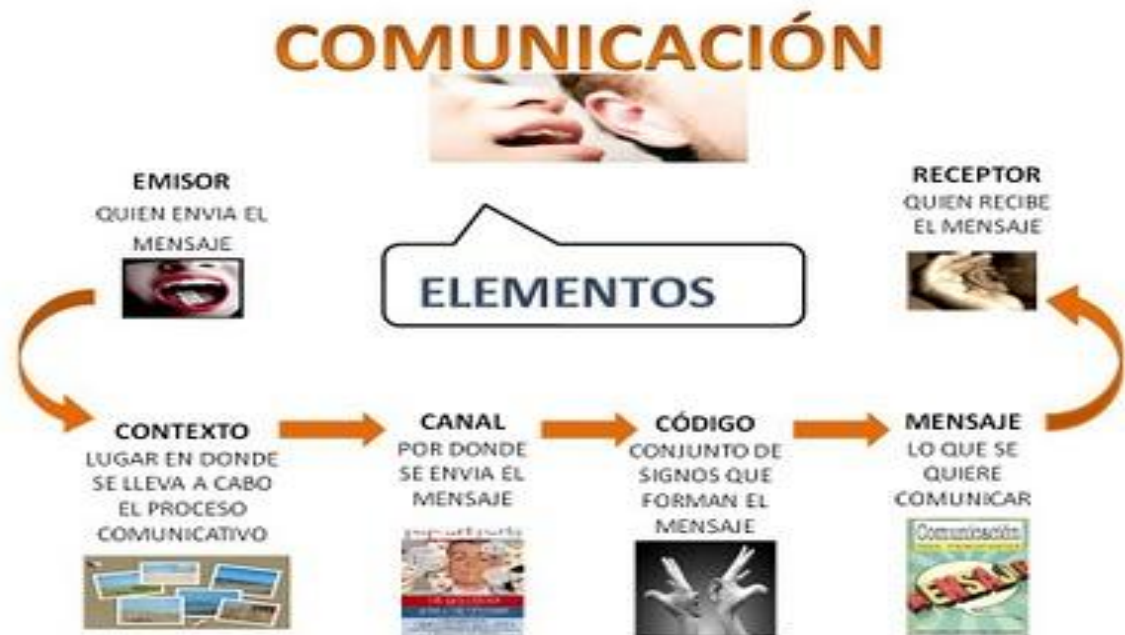 COMUNICACIÓN
EMISOR
QUIEN ENVIA EL
MENSAJE
RECEPTOR
QUIEN RECIBE
EL MENSAJE
ELEMENTOS
CONTEXTO
LUGAR EN DONDE
SE LLEVA A CABO
EL PROCESO
COMUNICATIVO
CANAL
POR DONDE
SE ENVIA EL
MENSAJE
CÓDIGO
CONJUNTO DE
SIGNOS QUE
FORMAN EL
MENSAJE
MENSAJE
LO QUE SE
QUIERE
COMUNICAR
Comunicación
MENSAJE